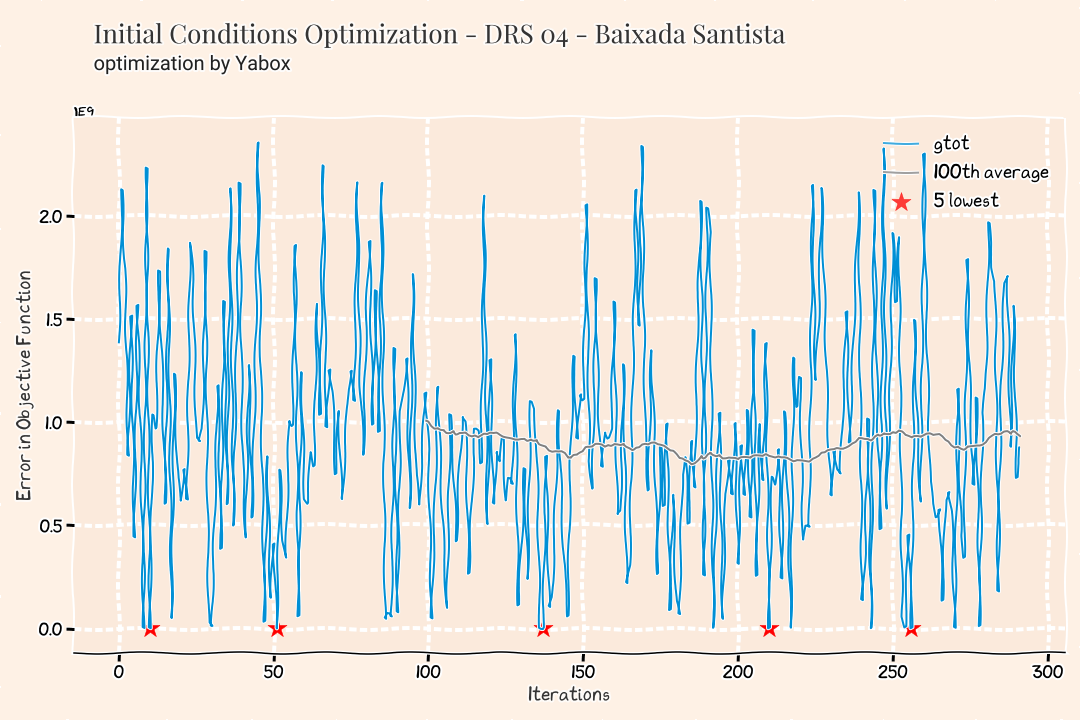 Initial Conditions Optimization - DRS 04 - Baixada Santista
optimization by Yabox
1E9
gtot
100th average
5 lowest
2.0
1.5
1.0
0.5
0.0
Error in Objective Function
0 50 100 150 200 250 300
Iterations